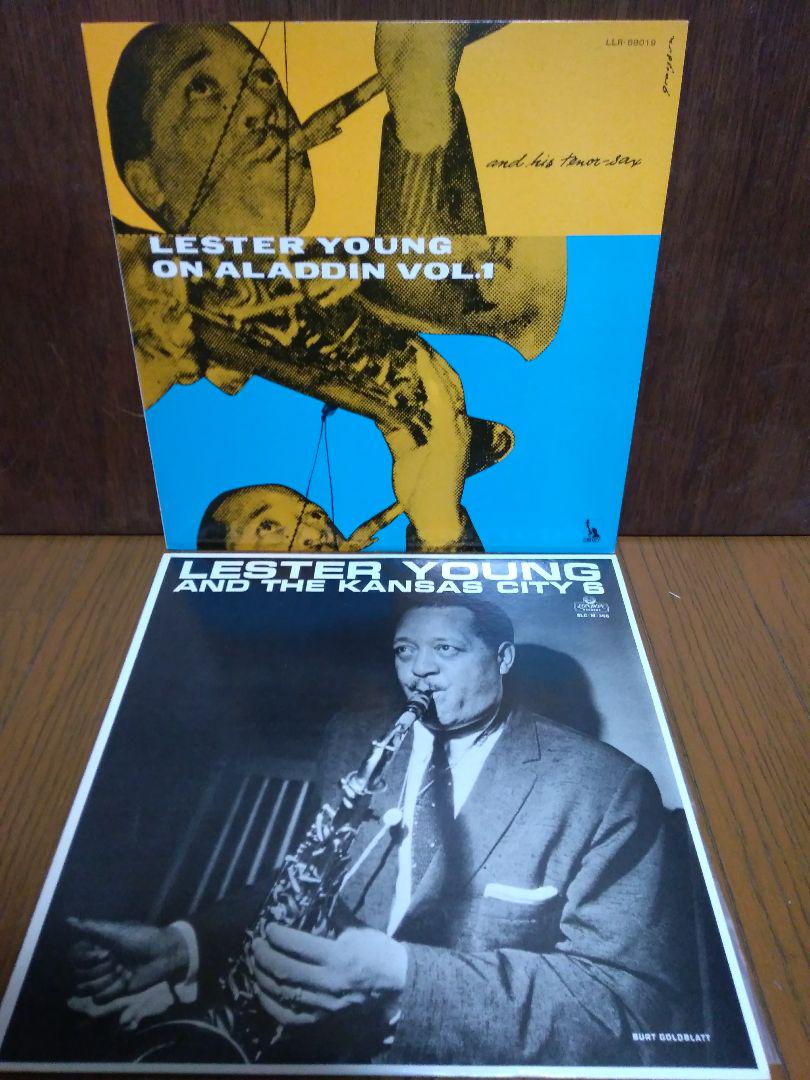 LLR-88019
and his tenor-sax
LESTER YOUNG
ON ALADDIN VOL.1
LESTER YOUNG
AND THE KANSAS CITY 6
LONDON
BURT GOLDBLATT